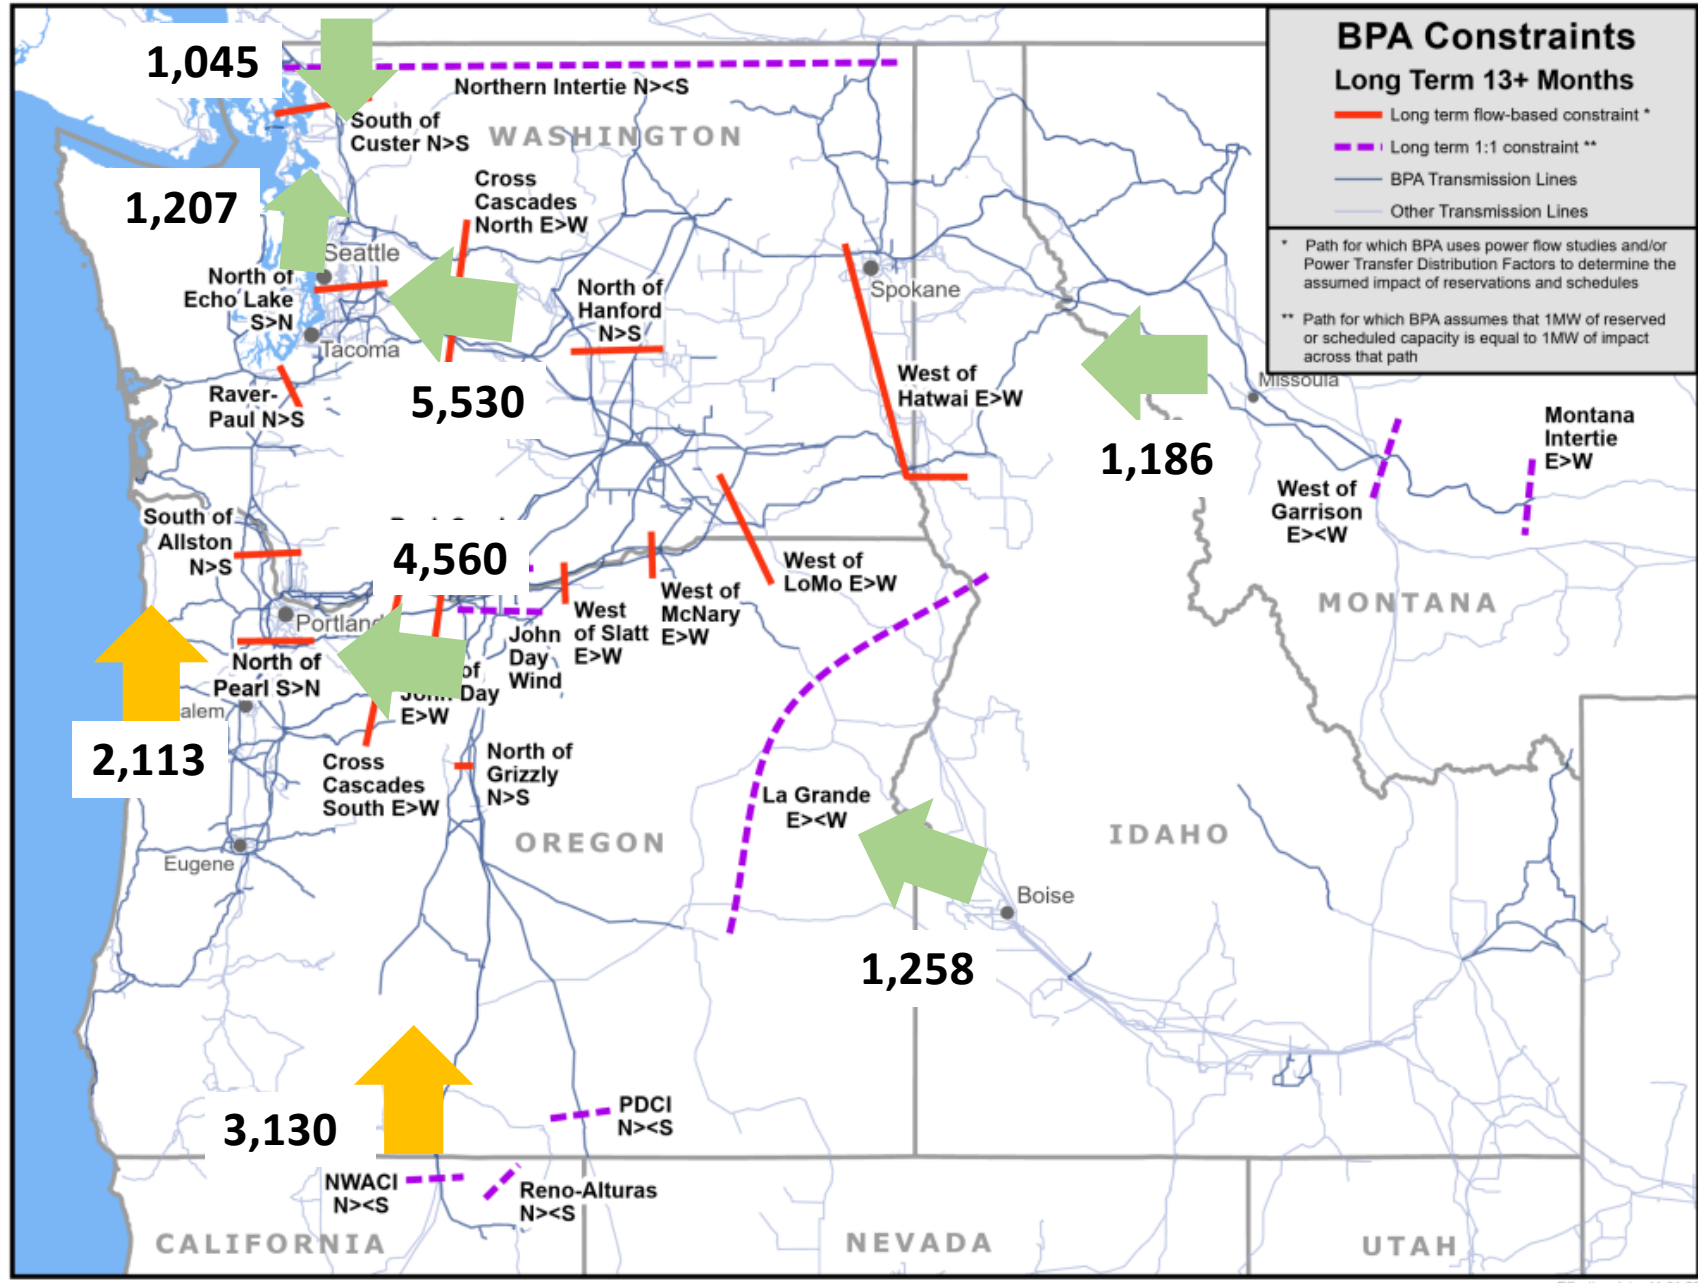 BPA Constraints
Long Term 13+ Months
Long term flow-based constraint *
Long term 1:1 constraint **
BPA Transmission Lines
Other Transmission Lines
* Path for which BPA uses power flow studies and/or
Power Transfer Distribution Factors to determine the
assumed impact of reservations and schedules
** Path for which BPA assumes that 1MW of reserved
or scheduled capacity is equal to 1MW of impact
across that path
1,045
Northern Intertie N><S
South of
Custer N>S
WASHINGTON
1,207
Cross
Cascades
North E>W
Seattle
North of
Echo Lake
S>N
Tacoma
North of
Hanford
N>S
Spokane
Raver-
Paul N>S
5,530
West of
Hatwai E>W
1,186
Missoula
Montana
Intertie
E>W
West of
Garrison
E><W
South of
Allston
N>S
4,560
West of
LoMo E>W
West of
McNary
E>W
West
of Slatt
E>W
John
Day
Wind
MONTANA
Portland
North of
Pearl S>N
of
John Day
E>W
alem
2,113
Cross
Cascades
South E>W
North of
Grizzly
N>S
La Grande
E><W
OREGON
IDAHO
Eugene
Boise
1,258
3,130
PDCI
N><S
NWACI
N><S
Reno-Alturas
N><S
CALIFORNIA
NEVADA
UTAH